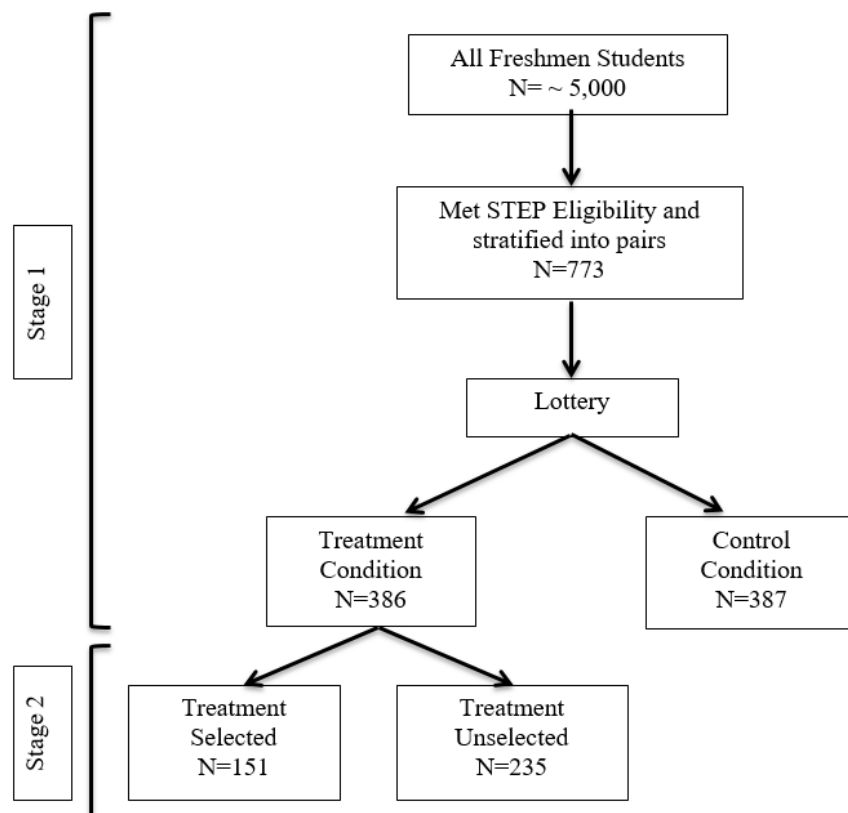 All Freshmen Students
N= ~ 5,000
Met STEP Eligibility and
stratified into pairs
N=773
Stage 1
Lottery
Treatment
Condition
N=386
Control
Condition
N=387
Stage 2
Treatment
Selected
N=151
Treatment
Unselected
N=235